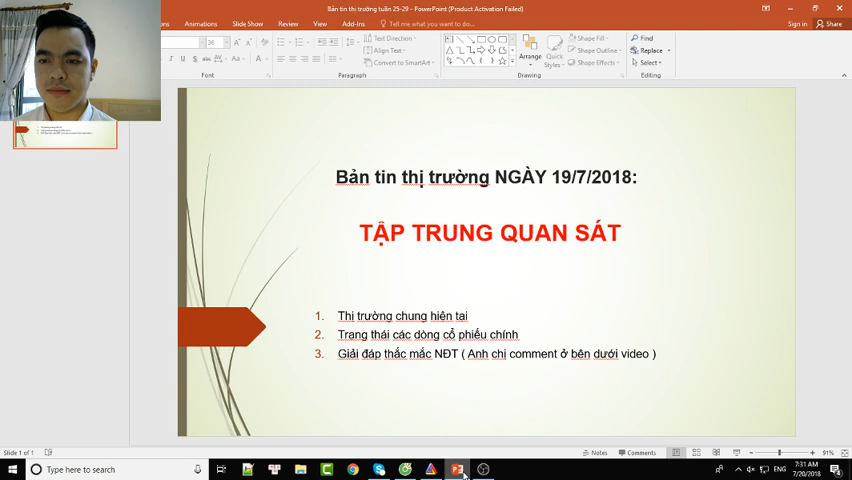 Bản tin thị trường tuần 25-29 - PowerPoint (Product Activation Failed)
Animations Slide Show Review View Add-Ins Tell me what you want to do... Sign in Share
36
Text Direction
Align Text
Convert to SmartArt
Arrange
Quick Styles
Shape Fill
Shape Outline
Shape Effects
Find
Replace
Select
Font Paragraph Drawing Editing
Bản tin thị trường NGÀY 19/7/2018:
TẬP TRUNG QUAN SÁT
1. Thị trường chung hiện tại
2. Trạng thái các dòng cổ phiếu chính
3. Giải đáp thắc mắc NĐT ( Anh chị comment ở bên dưới video )
Slide 1 of 1 Notes Comments 91%
Type here to search ENG 7:31 AM
7/20/2018